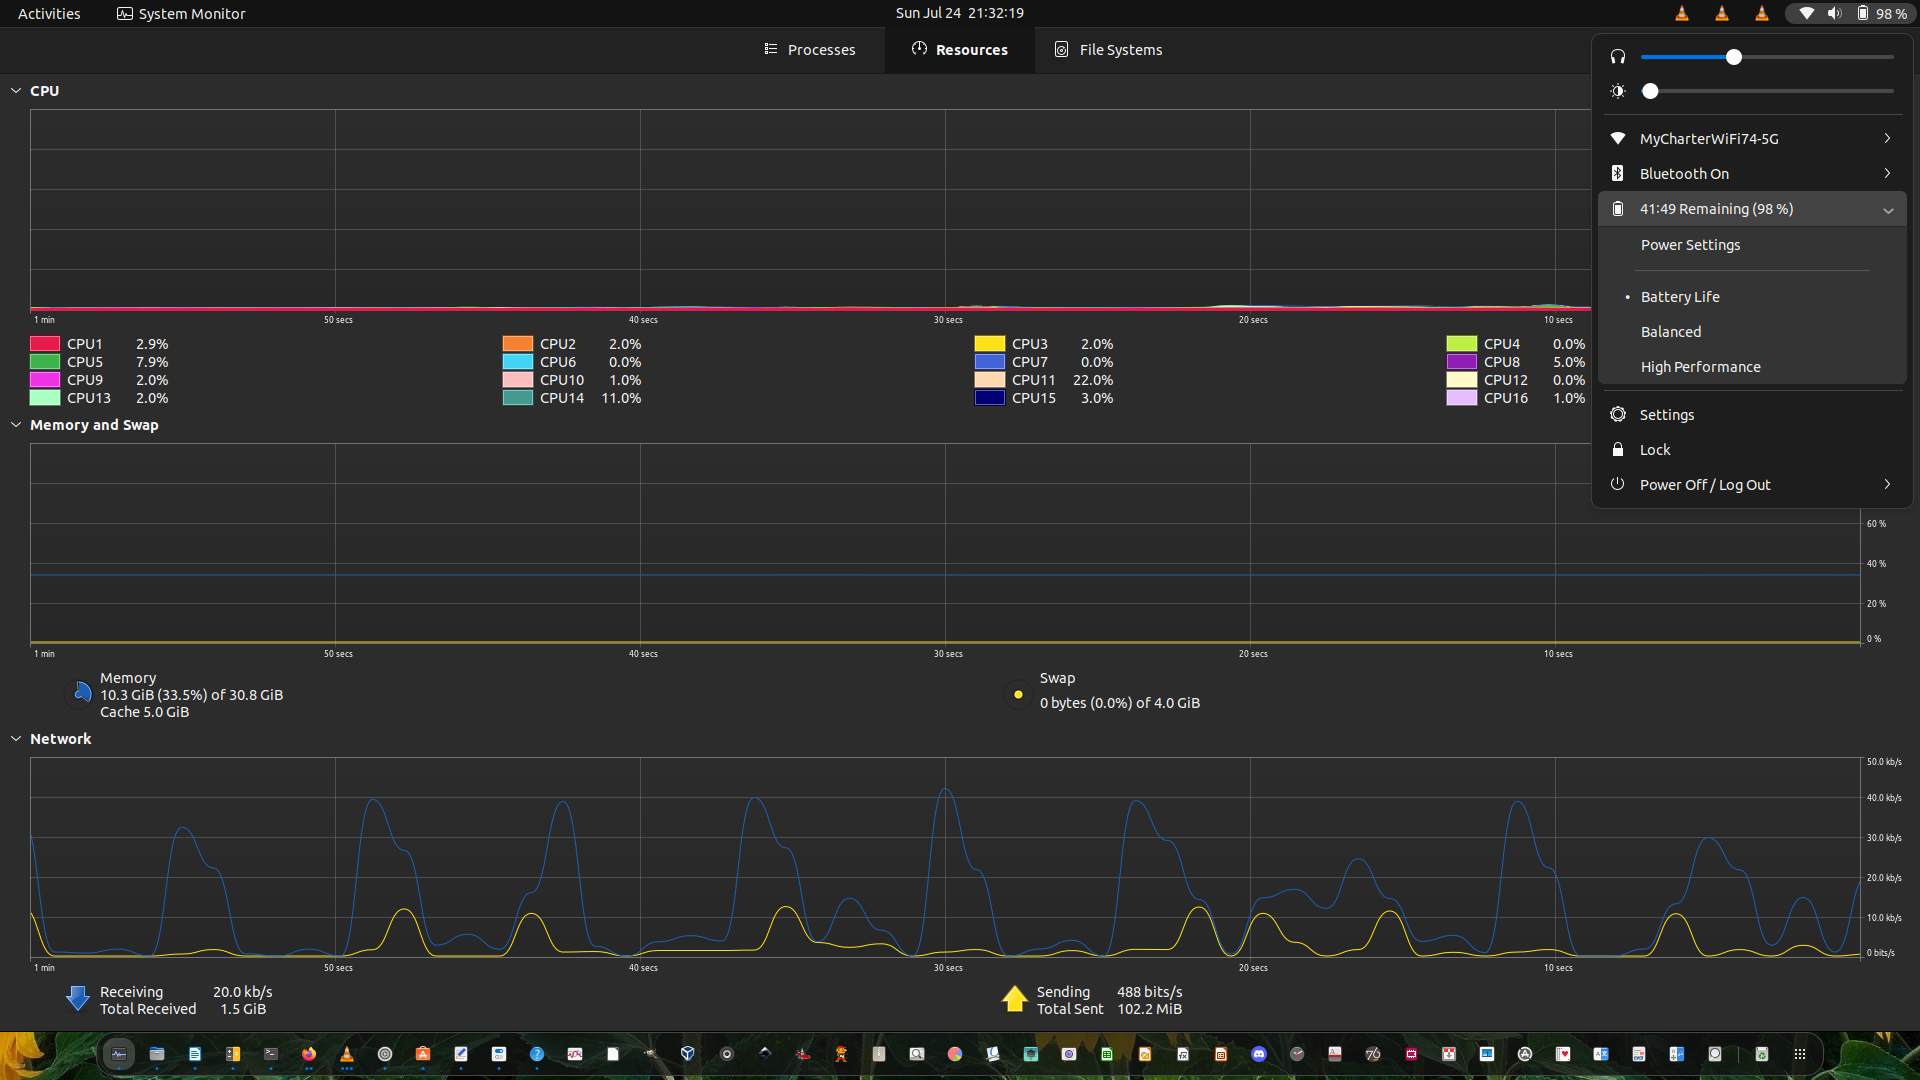 Activities
System Monitor
Sun Jul 24 21:32:19
98 %
Processes
Resources
File Systems
CPU
1 min
50 secs
40 secs
30 secs
20 secs
10 secs
CPU1 2.9%
CPU2 2.0%
CPU3 2.0%
CPU4 0.0%
CPU5 7.9%
CPU6 0.0%
CPU7 0.0%
CPU8 5.0%
CPU9 2.0%
CPU10 1.0%
CPU11 22.0%
CPU12 0.0%
CPU13 2.0%
CPU14 11.0%
CPU15 3.0%
CPU16 1.0%
MyCharterWiFi74-5G
Bluetooth On
41:49 Remaining (98 %)
Power Settings
Battery Life
Balanced
High Performance
Settings
Lock
Power Off / Log Out
Memory and Swap
60 %
40 %
20 %
0 %
1 min
50 secs
40 secs
30 secs
20 secs
10 secs
Memory
10.3 GiB (33.5%) of 30.8 GiB
Cache 5.0 GiB
Swap
0 bytes (0.0%) of 4.0 GiB
Network
50.0 kb/s
40.0 kb/s
30.0 kb/s
20.0 kb/s
10.0 kb/s
0 bits/s
1 min
50 secs
40 secs
30 secs
20 secs
10 secs
Receiving 20.0 kb/s
Total Received 1.5 GiB
Sending 488 bits/s
Total Sent 102.2 MiB
76